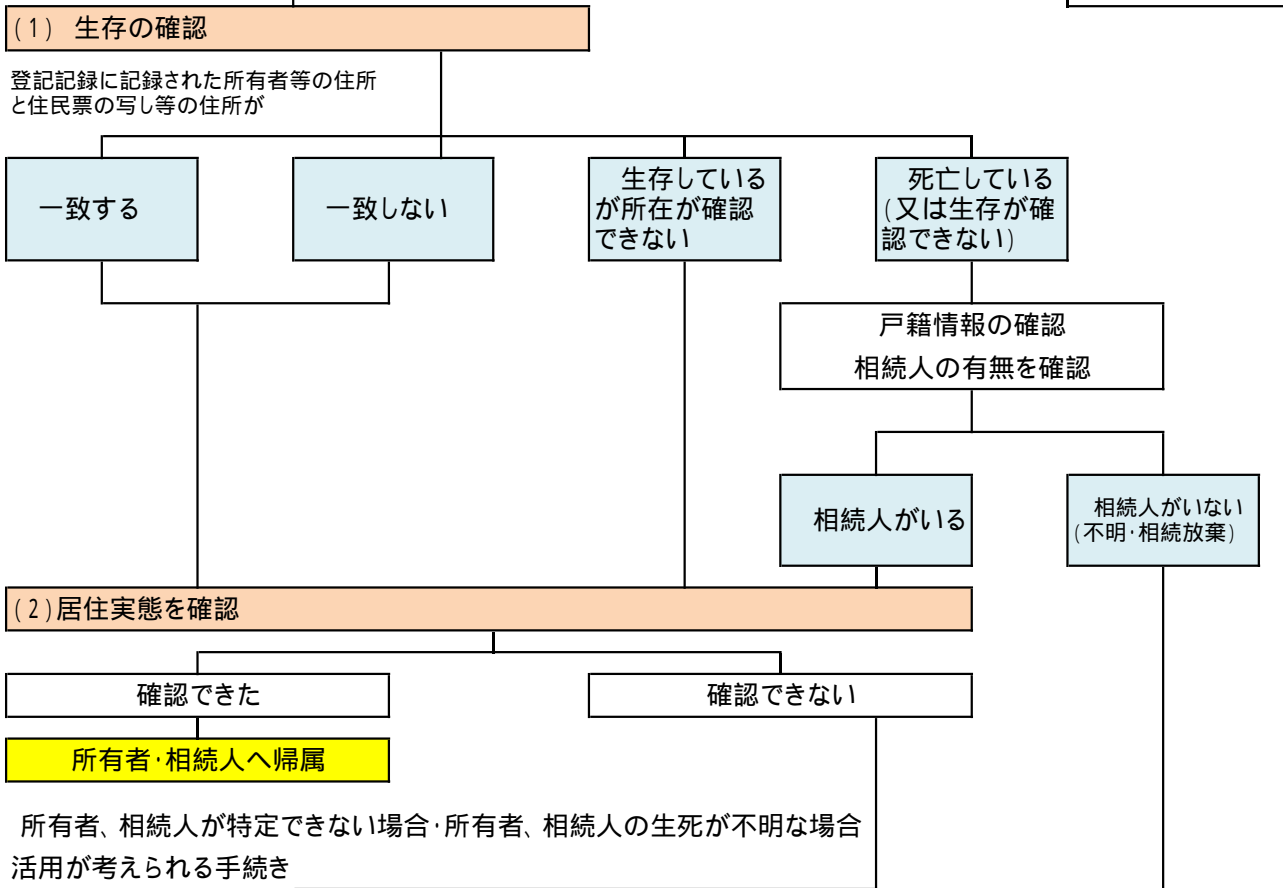 (1) 生存の確認
登記記録に記録された所有者等の住所
と住民票の写し等の住所が
一致する
一致しない
生存している
が所在が確認
できない
死亡している
(又は生存が確
認できない)
戸籍情報の確認
相続人の有無を確認
相続人がいる
相続人がいない
(不明・相続放棄)
(2)居住実態を確認
確認できた
確認できない
所有者・相続人へ帰属
所有者、相続人が特定できない場合・所有者、相続人の生死が不明な場合
活用が考えられる手続き